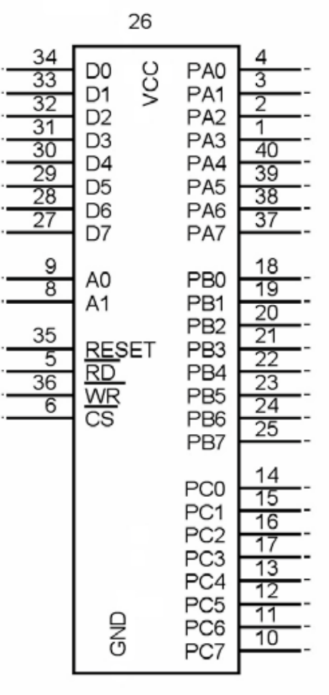 26
34 D0 VCC PA0 4
33 D1 PA1 3
32 D2 PA2 2
31 D3 PA3 1
30 D4 PA4 40
29 D5 PA5 39
28 D6 PA6 38
27 D7 PA7 37
9 A0 PB0 18
8 A1 PB1 19
PB2 20
35 RESET PB3 21
5 RD PB4 22
36 WR PB5 23
6 CS PB6 24
PB7 25
PC0 14
PC1 15
PC2 16
PC3 17
PC4 13
PC5 12
GND PC6 11
PC7 10